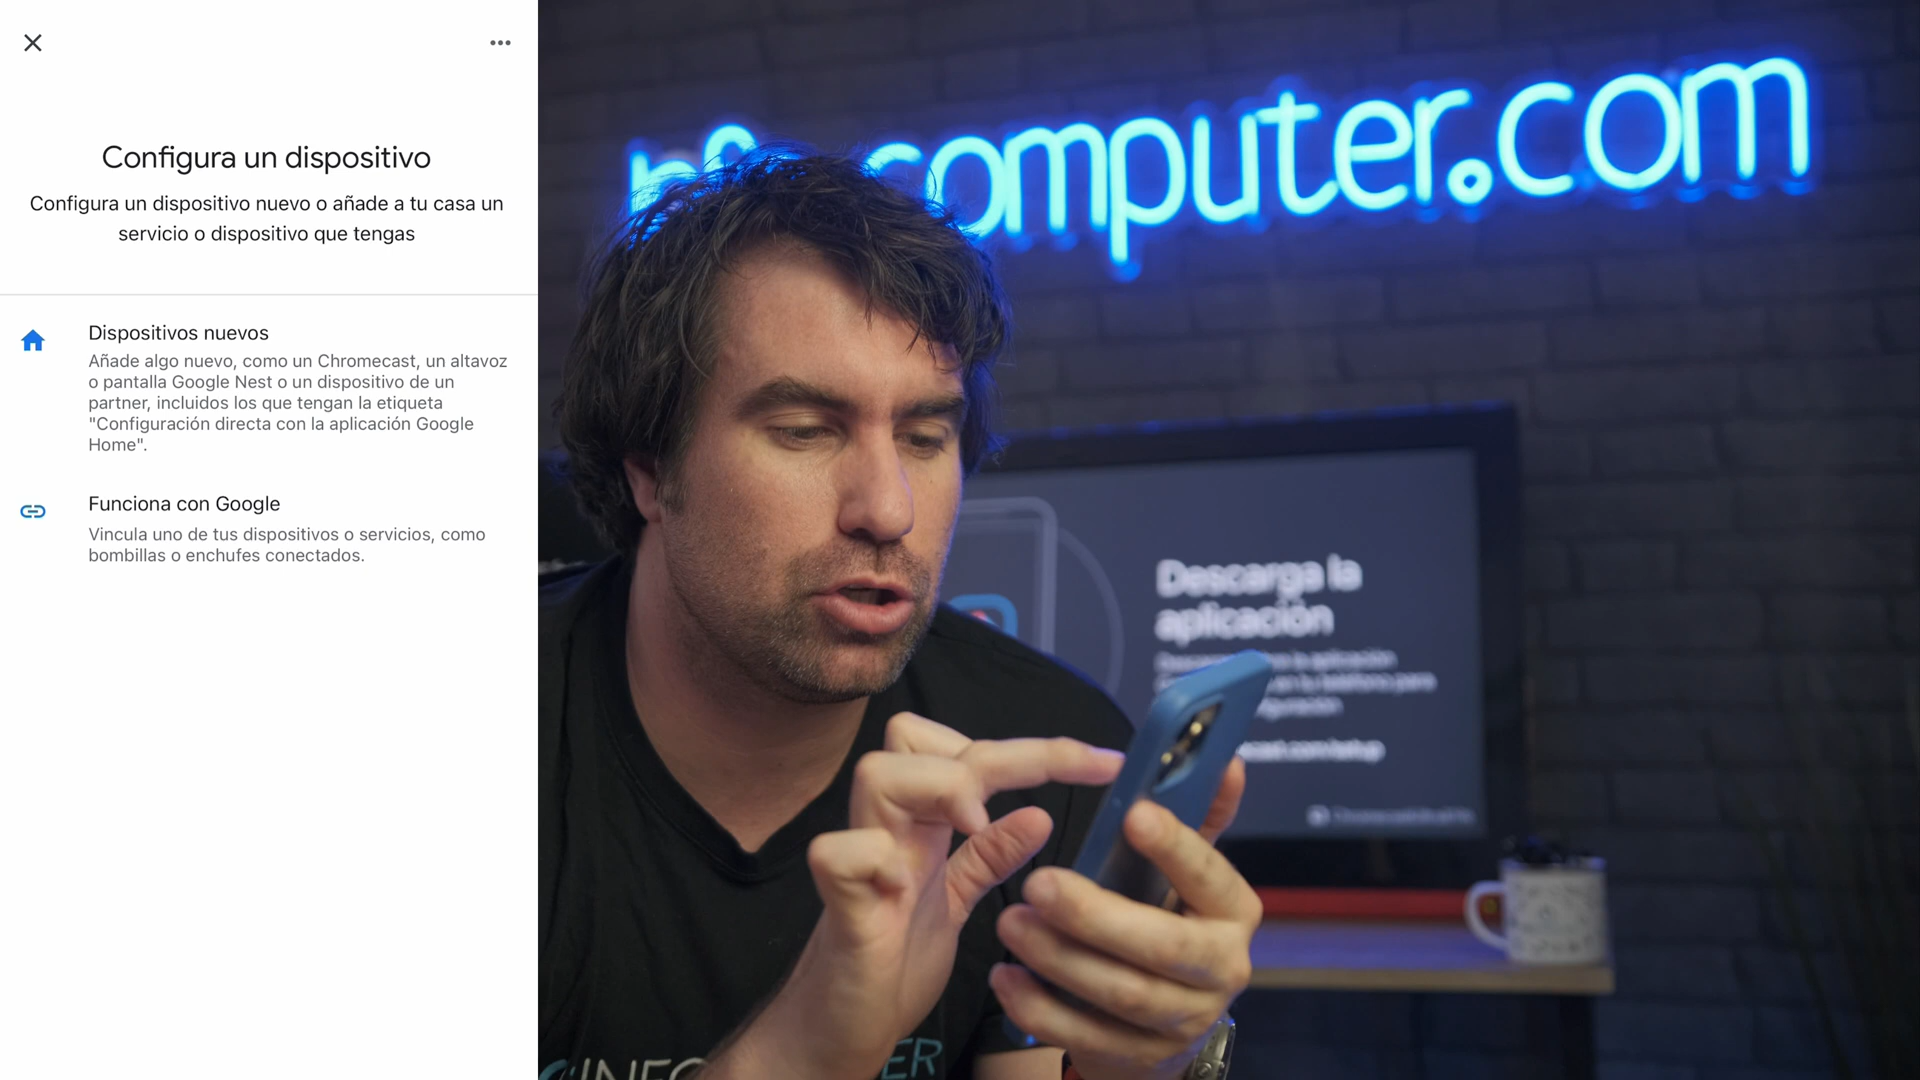 Configura un dispositivo
Configura un dispositivo nuevo o añade a tu casa un
servicio o dispositivo que tengas
Dispositivos nuevos
Añade algo nuevo, como un Chromecast, un altavoz
o pantalla Google Nest o un dispositivo de un
partner, incluidos los que tengan la etiqueta
"Configuración directa con la aplicación Google
Home".
Funciona con Google
Vincula uno de tus dispositivos o servicios, como
bombillas o enchufes conectados.
computer.com
Descarga la
aplicación